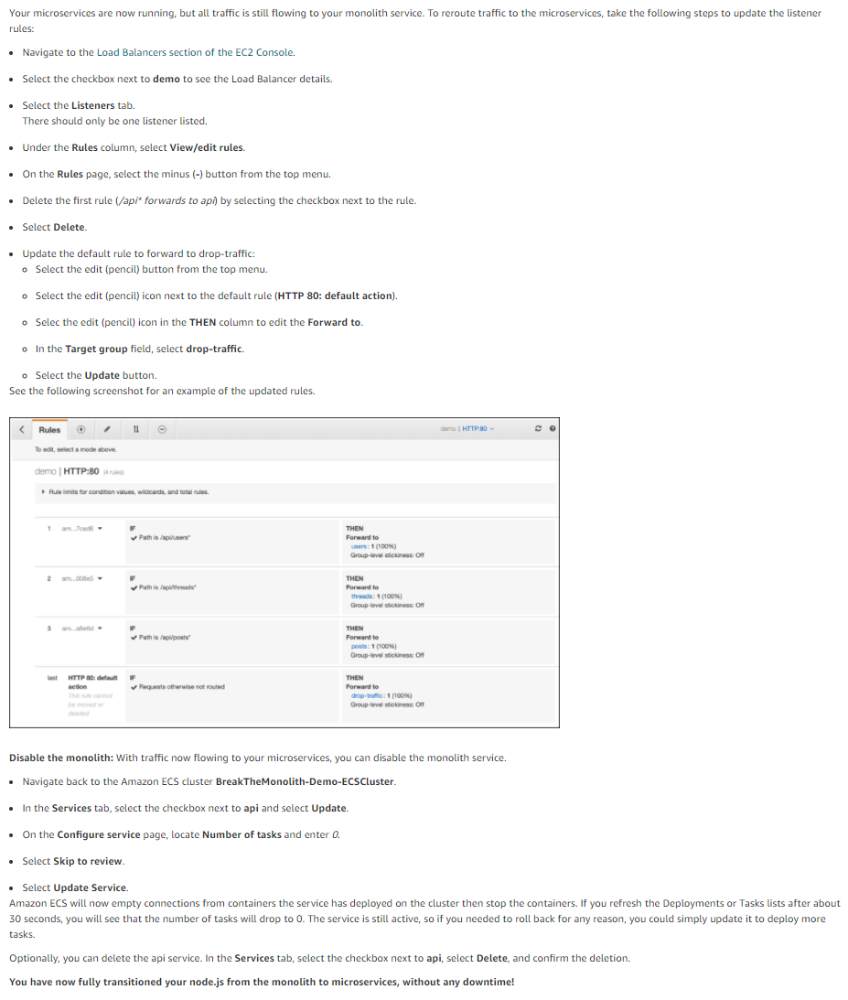 Your microservices are now running, but all traffic is still flowing to your monolith service. To reroute traffic to the microservices, take the following steps to update the listener
rules:
• Navigate to the Load Balancers section of the EC2 Console.
• Select the checkbox next to demo to see the Load Balancer details.
• Select the Listeners tab.
There should only be one listener listed.
• Under the Rules column, select View/edit rules.
• On the Rules page, select the minus (-) button from the top menu.
• Delete the first rule (/api* forwards to api) by selecting the checkbox next to the rule.
• Select Delete.
• Update the default rule to forward to drop-traffic:
Select the edit (pencil) button from the top menu.
Select the edit (pencil) icon next to the default rule (HTTP 80: default action).
Selec the edit (pencil) icon in the THEN column to edit the Forward to.
In the Target group field, select drop-traffic.
Select the Update button.
See the following screenshot for an example of the updated rules.
Rules
demo | HTTP:80
To edit, select a mode above.
demo | HTTP:80 (4 rules)
Rule limits for condition values, wildcards, and total rules.
1 arn...7cad6 IF THEN
Path is /api/users* Forward to
users: 1 (100%)
Group-level stickiness: Off
2 arn...008e5 IF THEN
Path is /api/threads* Forward to
threads: 1 (100%)
Group-level stickiness: Off
3 IF THEN
Path is /api/posts* Forward to
posts: 1 (100%)
Group-level stickiness: Off
last HTTP 80: default IF THEN
action Requests otherwise not routed Forward to
This rule cannot drop-traffic: 1 (100%)
be moved or Group-level stickiness: Off
deleted
Disable the monolith: With traffic now flowing to your microservices, you can disable the monolith service.
• Navigate back to the Amazon ECS cluster BreakTheMonolith-Demo-ECSCluster.
• In the Services tab, select the checkbox next to api and select Update.
• On the Configure service page, locate Number of tasks and enter 0.
• Select Skip to review.
• Select Update Service.
Amazon ECS will now empty connections from containers the service has deployed on the cluster then stop the containers. If you refresh the Deployments or Tasks lists after about
30 seconds, you will see that the number of tasks will drop to 0. The service is still active, so if you needed to roll back for any reason, you could simply update it to deploy more
tasks.
Optionally, you can delete the api service. In the Services tab, select the checkbox next to api, select Delete, and confirm the deletion.
You have now fully transitioned your node.js from the monolith to microservices, without any downtime!